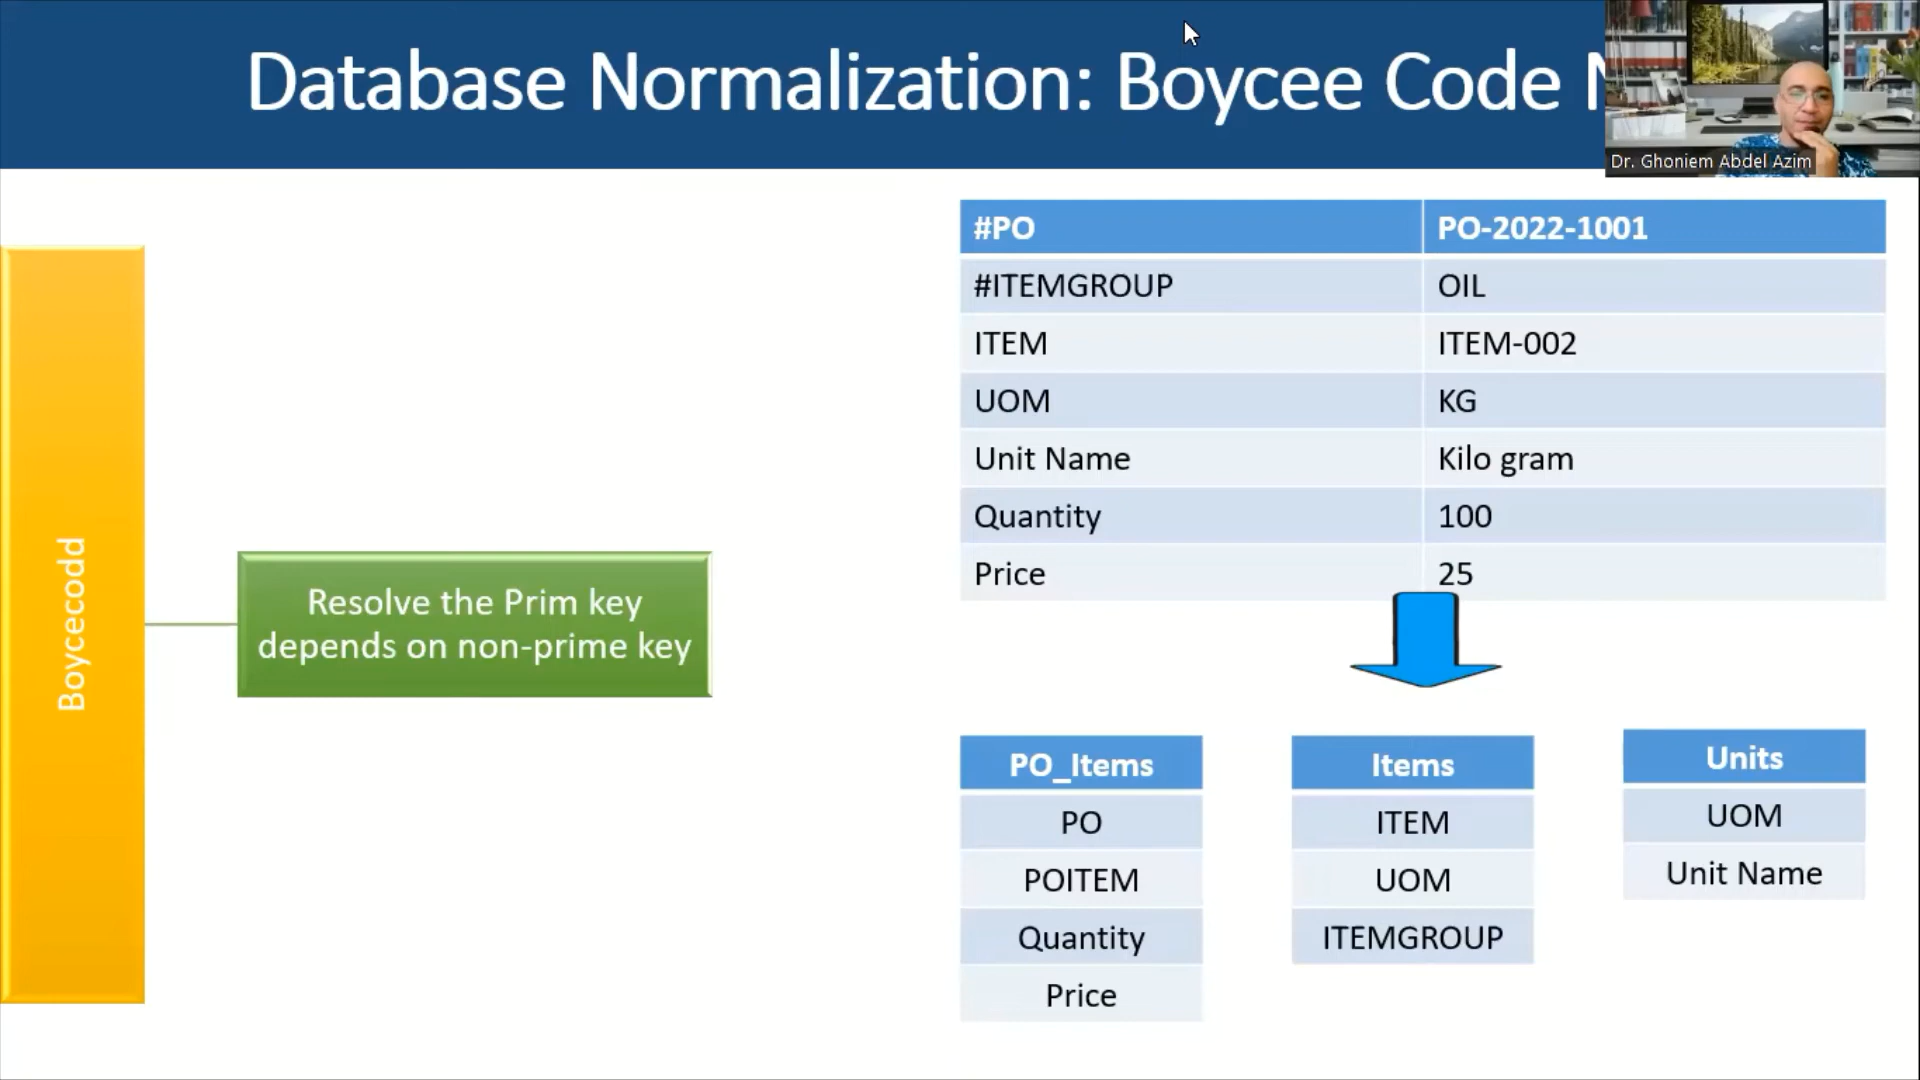 Database Normalization: Boycee Code
Dr. Ghoniem Abdel Azim
Boycecodd
Resolve the Prim key
depends on non-prime key
#PO PO-2022-1001
#ITEMGROUP OIL
ITEM ITEM-002
UOM KG
Unit Name Kilo gram
Quantity 100
Price 25
PO_Items
PO
POITEM
Quantity
Price
Items
ITEM
UOM
ITEMGROUP
Units
UOM
Unit Name